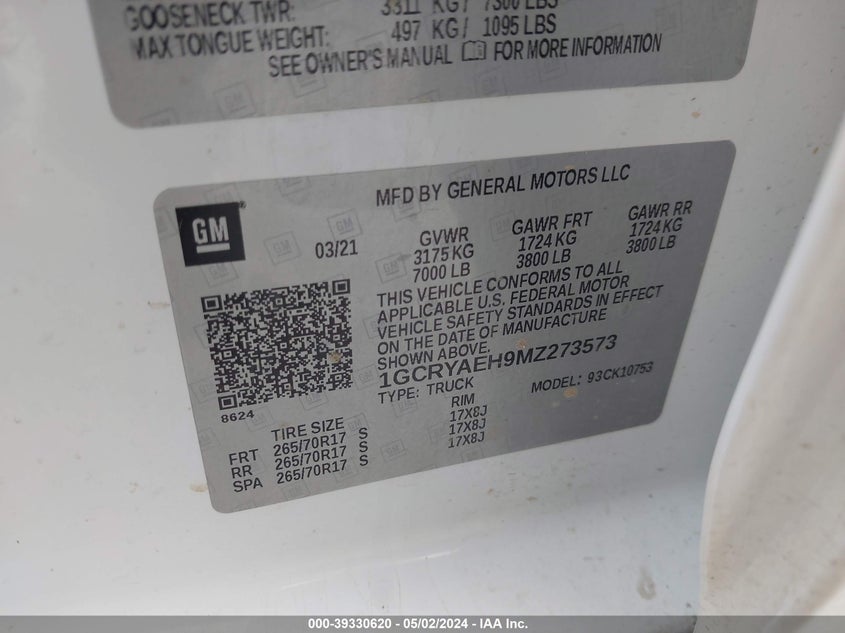 GOOSENECK TWR: 3311 KG / 7300 LBS
MAX TONGUE WEIGHT: 497 KG / 1095 LBS
SEE OWNER'S MANUAL FOR MORE INFORMATION
MFD BY GENERAL MOTORS LLC
GM
03/21
GVWR GAWR FRT GAWR RR
3175 KG 1724 KG 1724 KG
7000 LB 3800 LB 3800 LB
THIS VEHICLE CONFORMS TO ALL
APPLICABLE U.S. FEDERAL MOTOR
VEHICLE SAFETY STANDARDS IN EFFECT
ON THE DATE OF MANUFACTURE
SHOWN ABOVE.
1GCRYAEH9MZ273573
TYPE: TRUCK MODEL: 93CK10753
8624
TIRE SIZE RIM
FRT 265/70R17 S 17X8J
RR 265/70R17 S 17X8J
SPA 265/70R17 S 17X8J
000-39330620 - 05/02/2024 - IAA Inc.